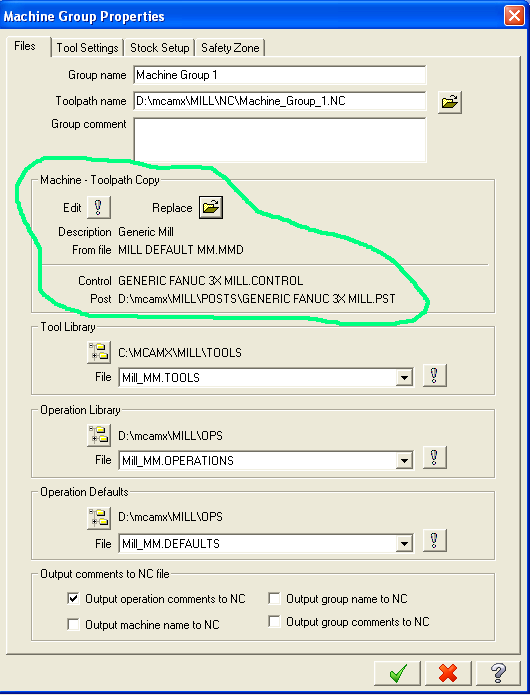 Machine Group Properties
Files Tool Settings Stock Setup Safety Zone
Group name Machine Group 1
Toolpath name D:\mcamx\MILL\NC\Machine_Group_1.NC
Group comment
Machine - Toolpath Copy
Edit Replace
Description Generic Mill
From file MILL DEFAULT MM.MMD
Control GENERIC FANUC 3X MILL.CONTROL
Post D:\mcamx\MILL\POSTS\GENERIC FANUC 3X MILL.PST
Tool Library
C:\MCAMX\MILL\TOOLS
File Mill_MM.TOOLS
Operation Library
D:\mcamx\MILL\OPS
File Mill_MM.OPERATIONS
Operation Defaults
D:\mcamx\MILL\OPS
File Mill_MM.DEFAULTS
Output comments to NC file
Output operation comments to NC Output group name to NC
Output machine name to NC Output group comments to NC